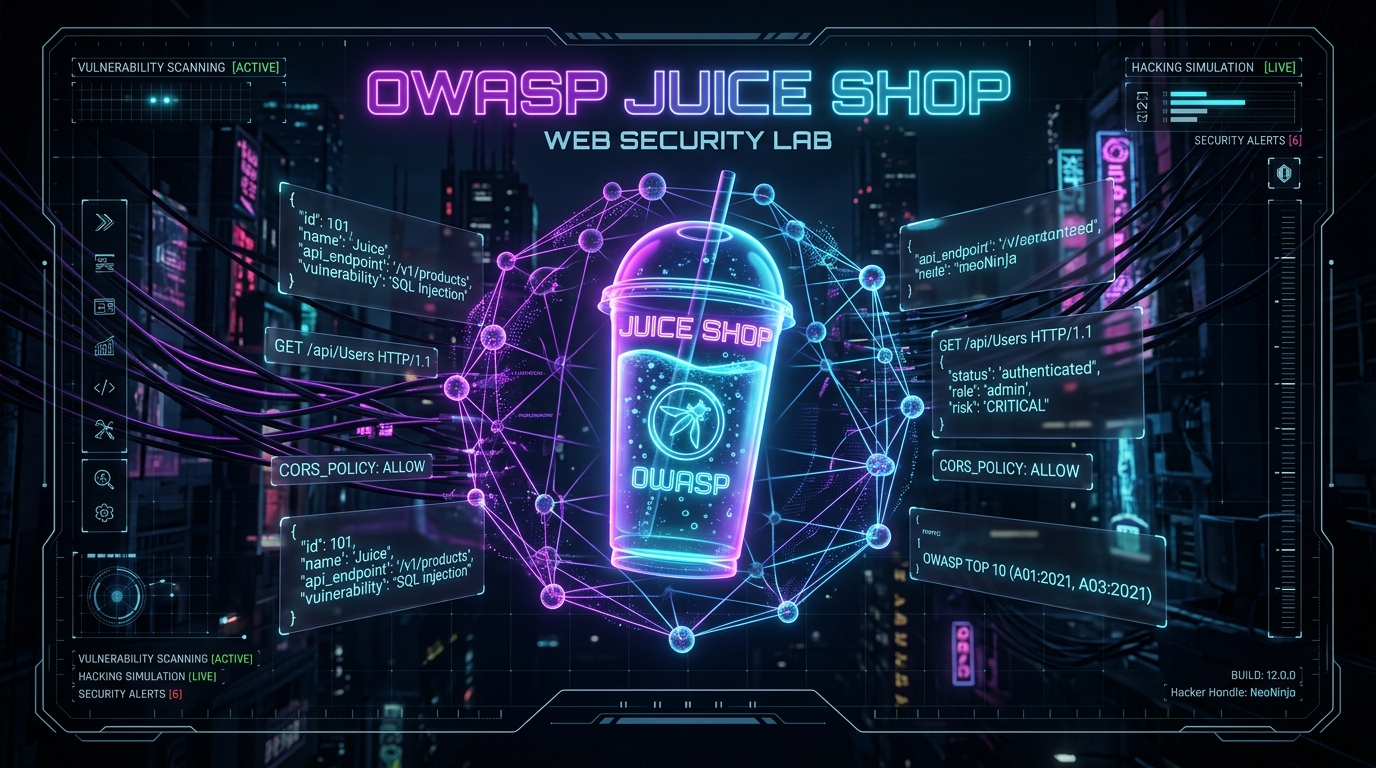 VULNERABILITY SCANNING [ACTIVE]
OWASP JUICE SHOP
WEB SECURITY LAB
HACKING SIMULATION [LIVE]
SECURITY ALERTS [6]
{
"id": 101,
"name": 'Juice",
"api_endpoint": '/v1/products",
"vulnerability': "SQL Injection"
}
GET /api/Users HTTP/1.1
CORS_POLICY: ALLOW
{
"id": 101,
"name': 'Juice",
"api_endpoint": '/v1/products',
"vulnerability': "SQL Injection"
}
JUICE SHOP
OWASP
{
}
GET /api/Users HTTP/1.1
{
"status': 'authenticated",
'admin',
"risk": 'CRITICAL"
}
CORS_POLICY: ALLOW
{
[
OWASP TOP 10 (A01:2021, A03:2021)
}
VULNERABILITY SCANNING [ACTIVE]
HACKING SIMULATION (LIVE)
SECURITY ALERTS [6]
BUILD: 12.0.0
Hacker Hondle: NeoNinja